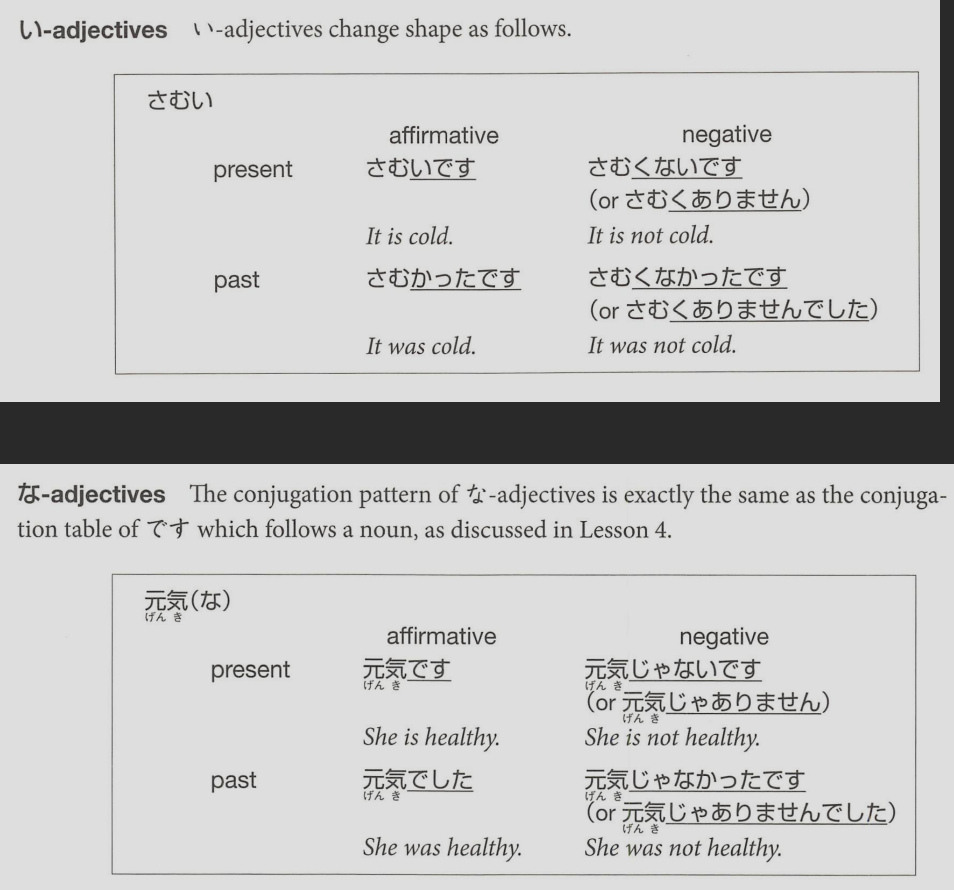 い-adjectives い-adjectives change shape as follows.
さむい
affirmative negative
present さむいです さむくないです
(or さむくありません)
It is cold. It is not cold.
past さむかったです さむくなかったです
(or さむくありませんでした)
It was cold. It was not cold.
な-adjectives The conjugation pattern of な-adjectives is exactly the same as the conjuga-
tion table of です which follows a noun, as discussed in Lesson 4.
元気(な)
げん き
affirmative negative
present 元気です 元気じゃないです
げん き げん き
(or 元気じゃありません)
げん き
She is healthy. She is not healthy.
past 元気でした 元気じゃなかったです
げん き げん き
(or 元気じゃありませんでした)
げん き
She was healthy. She was not healthy.